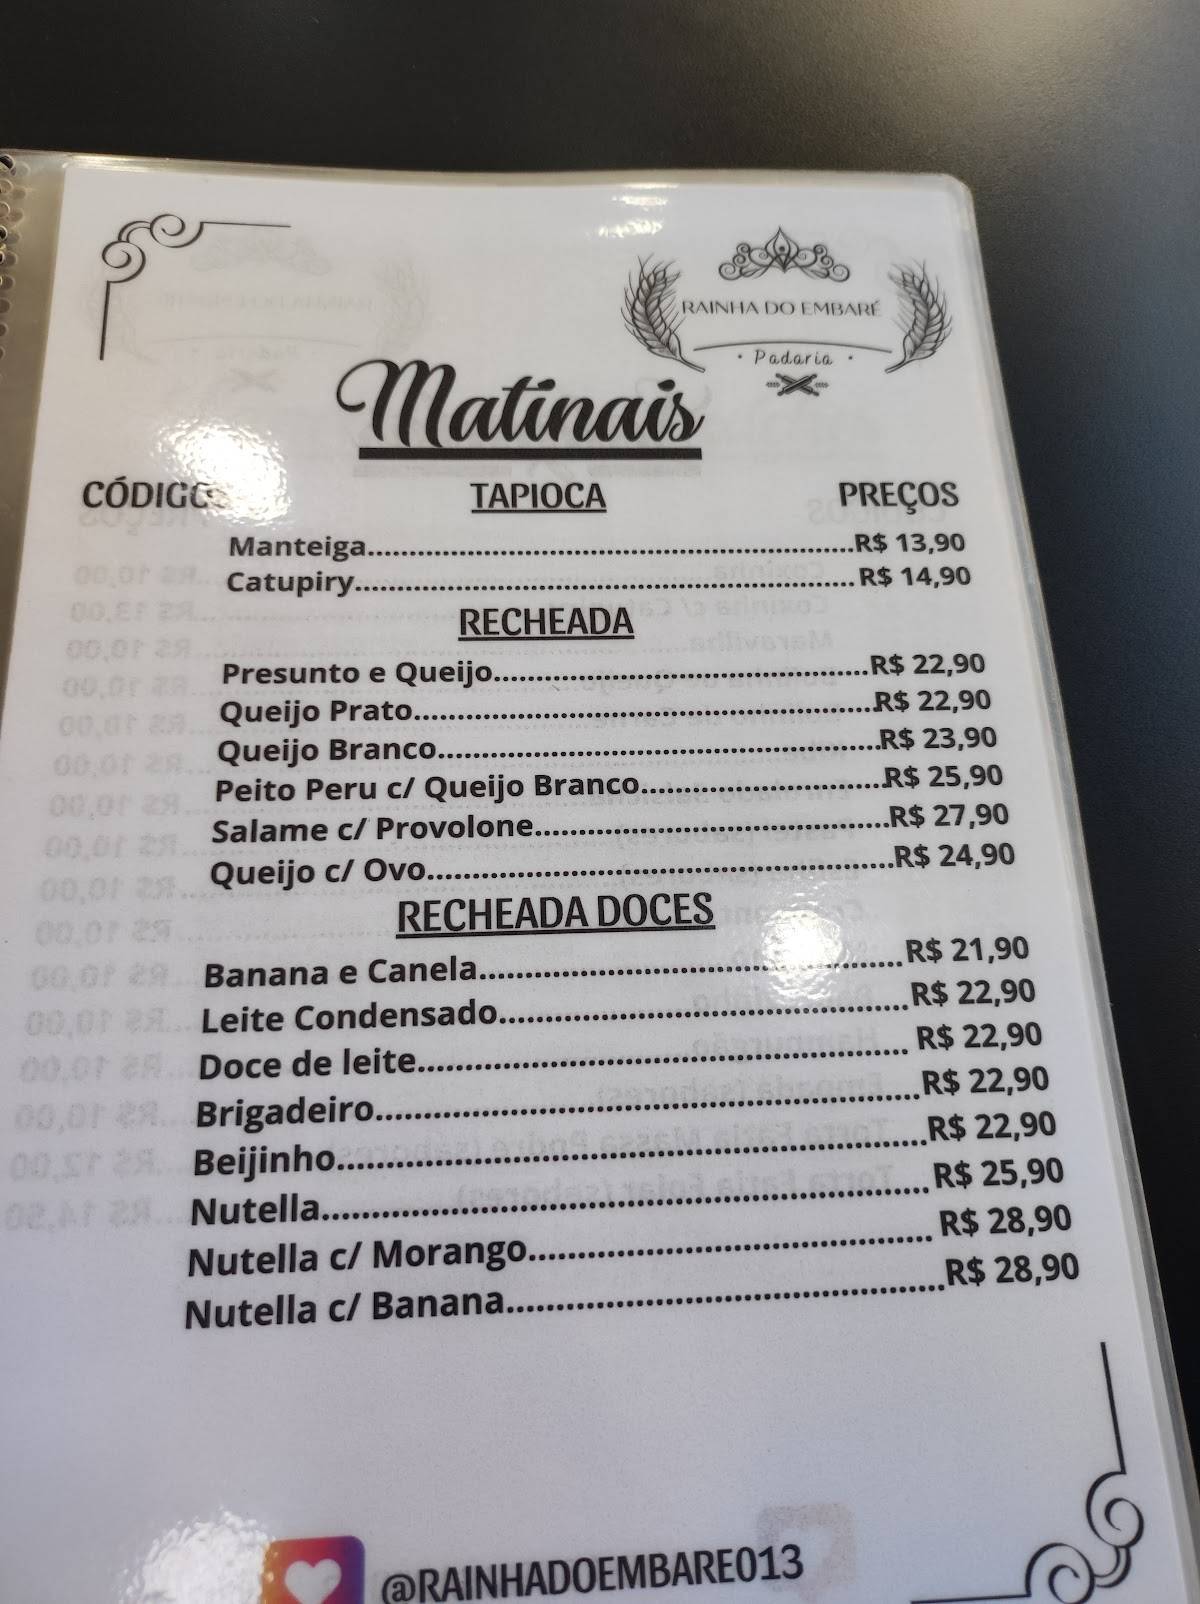 RAINHA DO EMBARÉ
• Padaria •
Matinais
CÓDIGOS TAPIOCA PREÇOS
Manteiga..........R$ 13,90
Catupiry..........R$ 14,90
RECHEADA
Presunto e Queijo..........R$ 22,90
Queijo Prato..........R$ 22,90
Queijo Branco..........R$ 23,90
Peito Peru c/ Queijo Branco..........R$ 25,90
Salame c/ Provolone..........R$ 27,90
Queijo c/ Ovo..........R$ 24,90
RECHEADA DOCES
Banana e Canela..........R$ 21,90
Leite Condensado..........R$ 22,90
Doce de leite..........R$ 22,90
Brigadeiro..........R$ 22,90
Beijinho..........R$ 22,90
Nutella..........R$ 25,90
Nutella c/ Morango..........R$ 28,90
Nutella c/ Banana..........R$ 28,90
@RAINHADOEMBARE013